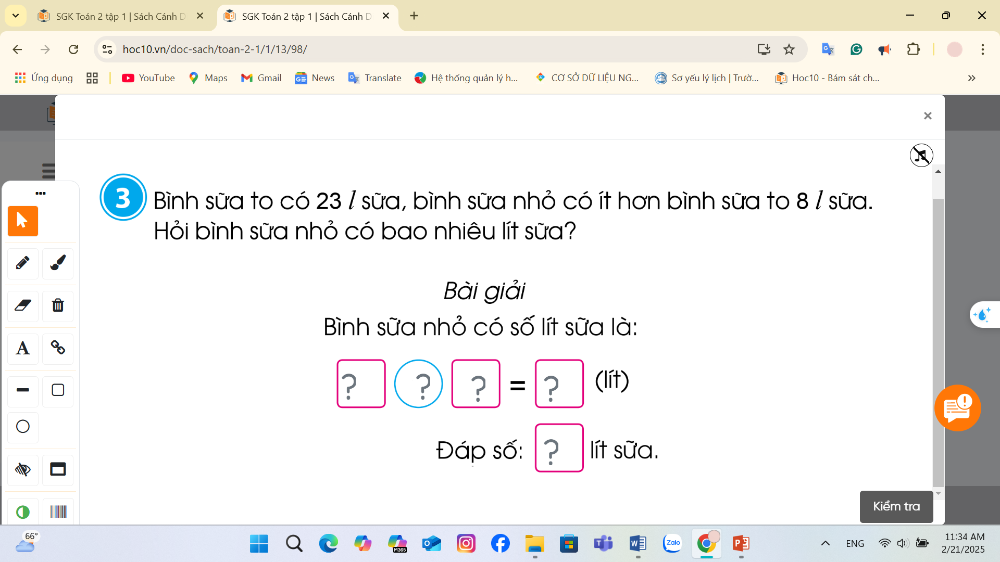 SGK Toán 2 tập 1 | Sách Cánh D
SGK Toán 2 tập 1 | Sách Cánh D
hoc10.vn/doc-sach/toan-2-1/1/13/98/
Ứng dụng YouTube Maps Gmail News Translate Hệ thống quản lý h... CƠ SỞ DỮ LIỆU NG... Sơ yếu lý lịch | Trườ... Hoc10 - Bám sát ch...
3 Bình sữa to có 23 l sữa, bình sữa nhỏ có ít hơn bình sữa to 8 l sữa.
Hỏi bình sữa nhỏ có bao nhiêu lít sữa?
Bài giải
Bình sữa nhỏ có số lít sữa là:
? ? ? = ? (lít)
Đáp số: ? lít sữa.
Kiểm tra
A
66°
M365
Zalo
ENG
11:34 AM
2/21/2025